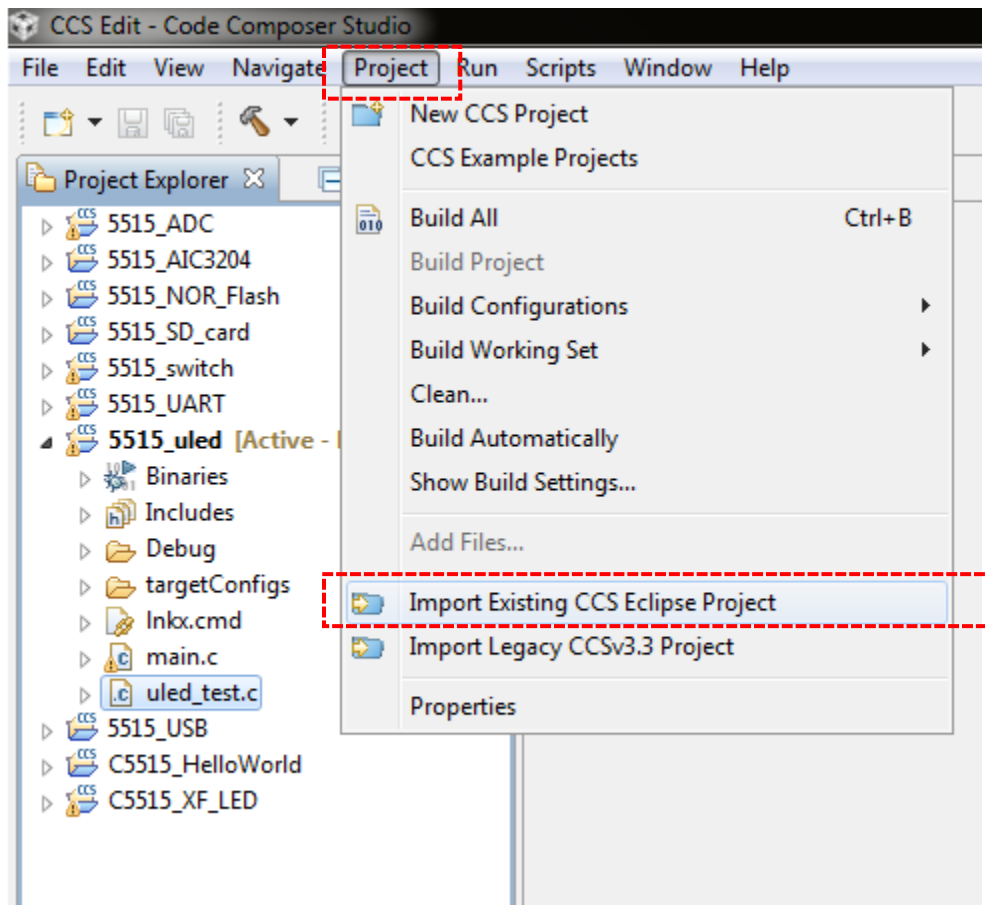 CCS Edit - Code Composer Studio
File Edit View Navigate Project Run Scripts Window Help
New CCS Project
CCS Example Projects
Project Explorer
Build All Ctrl+B
Build Project
Build Configurations
Build Working Set
Clean...
Build Automatically
Show Build Settings...
Add Files...
Import Existing CCS Eclipse Project
Import Legacy CCSv3.3 Project
Properties
5515_ADC
5515_AIC3204
5515_NOR_Flash
5515_SD_card
5515_switch
5515_UART
5515_uled [Active -
Binaries
Includes
Debug
targetConfigs
lnkx.cmd
main.c
uled_test.c
5515_USB
C5515_HelloWorld
C5515_XF_LED